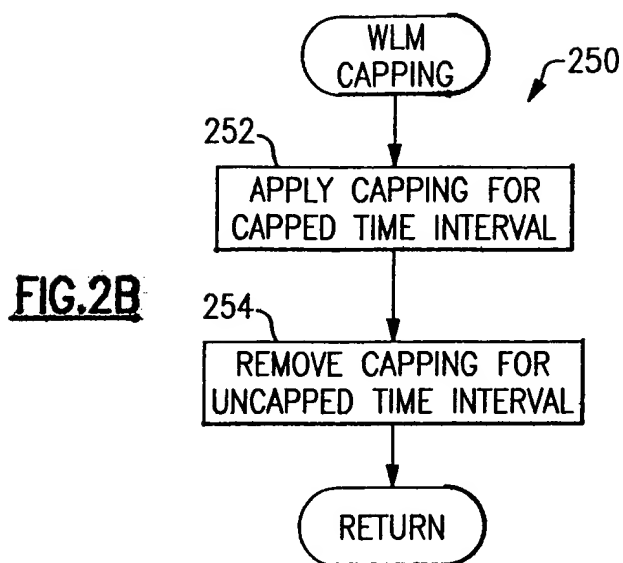 WLM
CAPPING
250
252
APPLY CAPPING FOR
CAPPED TIME INTERVAL
FIG.2B
254
REMOVE CAPPING FOR
UNCAPPED TIME INTERVAL
RETURN